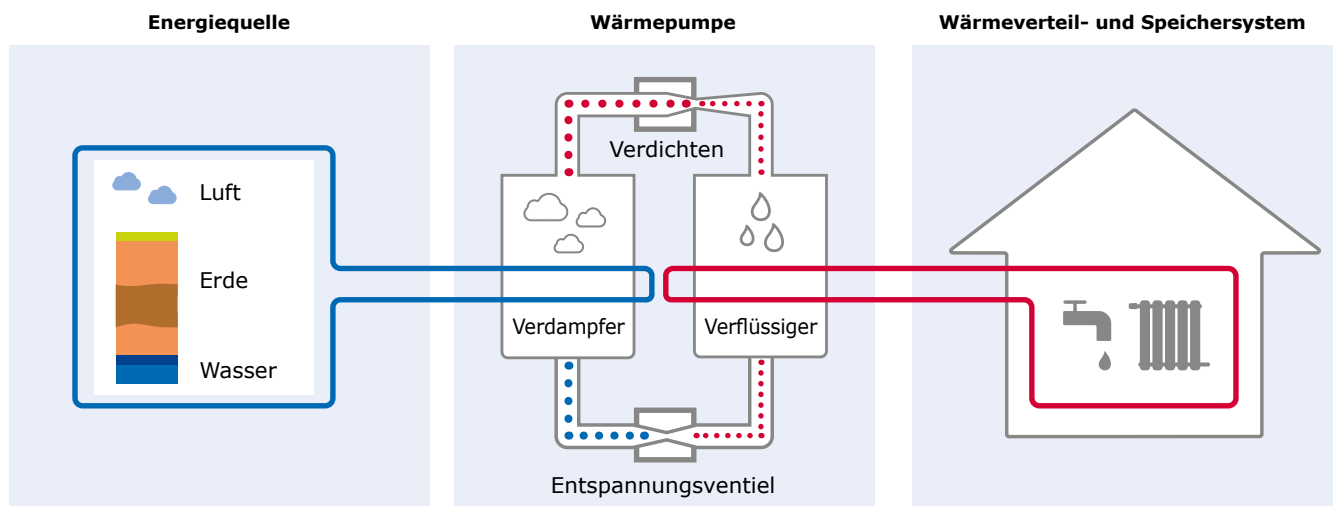 Energiequelle
Wärmepumpe
Wärmeverteil- und Speichersystem
Luft
Erde
Wasser
Verdichten
Verdampfer
Verflüssiger
Entspannungsventiel